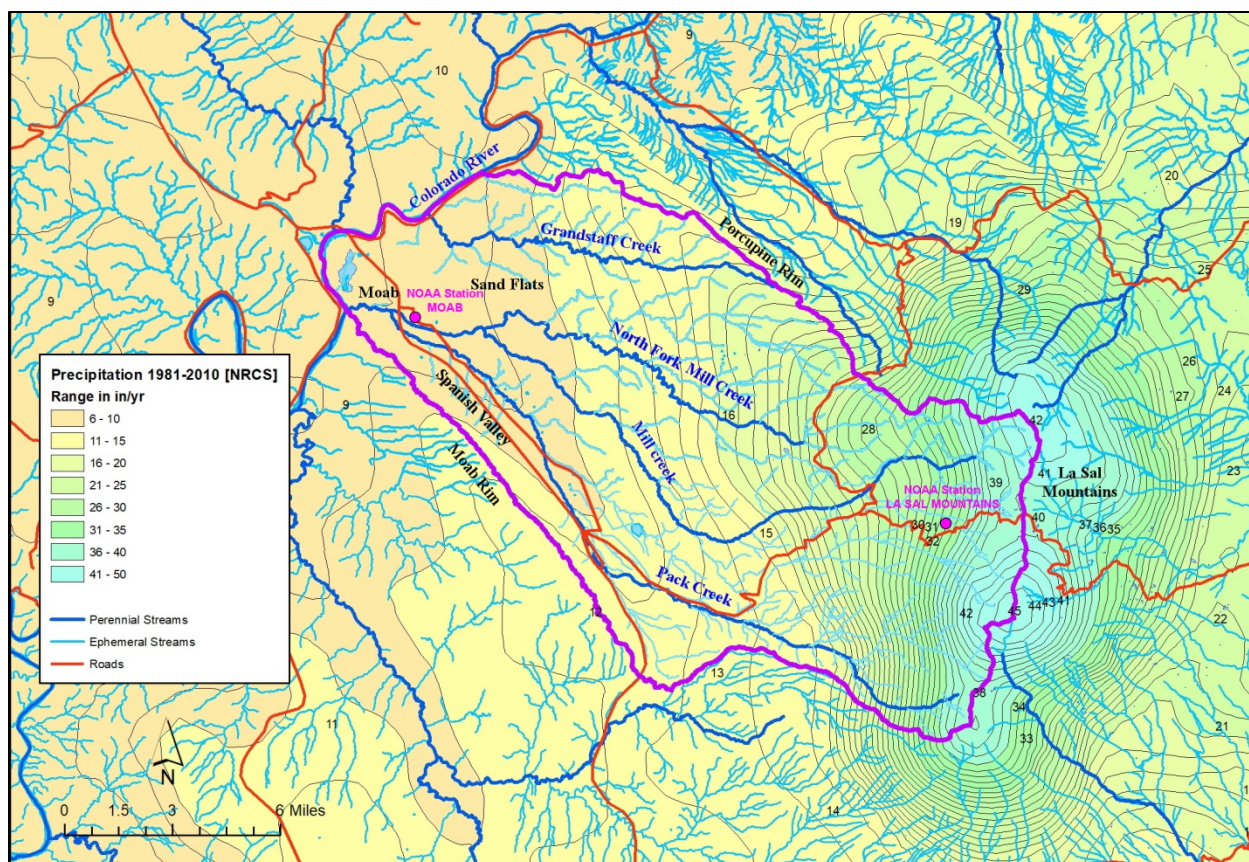 9
10
20
19
Colorado River
Porcupine Rim
Grandstaff Creek
25
29
9
Sand Flats
Moab
NOAA Station
MOAB
26
24
27
North Fork Mill Creek
16
Precipitation 1981-2010 [NRCS]
Range in in/yr
6 - 10
11 - 15
16 - 20
21 - 25
26 - 30
31 - 35
36 - 40
41 - 50
Perennial Streams
Ephemeral Streams
Roads
9
Spanish Valley
Moab Rim
Mill creek
28
42
41
La Sal
Mountains
23
39
NOAA Station
LA SAL MOUNTAINS
40
30
31
32
37
36
35
15
Pack Creek
12
42
45
44
43
41
22
13
38
34
33
21
11
14
N
0
1.5
3
6 Miles